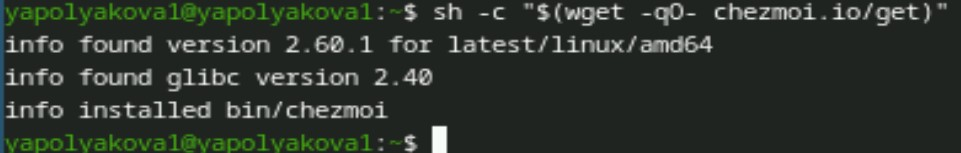 yapolyakova1@yapolyakova1:~$ sh -c "$(wget -qO- chezmoi.io/get)"
info found version 2.60.1 for latest/linux/amd64
info found glibc version 2.40
info installed bin/chezmoi
yapolyakova1@yapolyakova1:~$